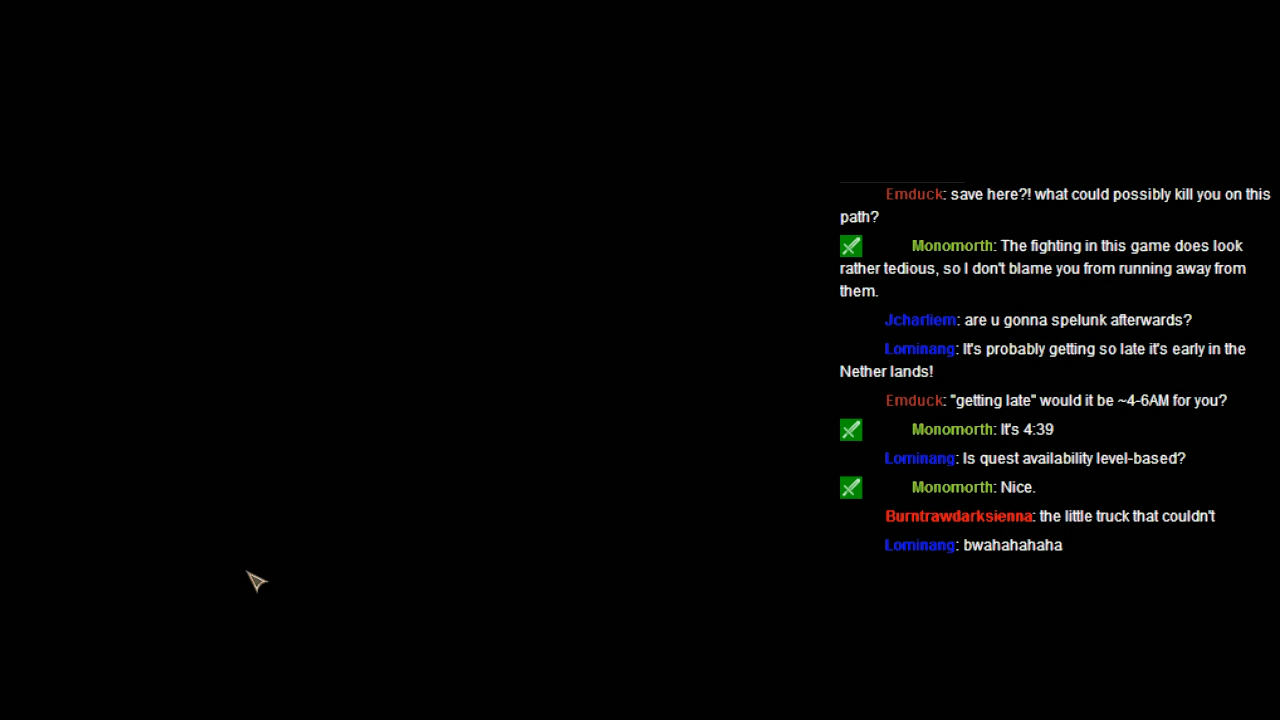 Emduck: save here?! what could possibly kill you on this
path?
Monomorth: The fighting in this game does look
rather tedious, so I don't blame you from running away from
them.
Jcharliem: are u gonna spelunk afterwards?
Lominang: It's probably getting so late it's early in the
Nether lands!
Emduck: "getting late" would it be ~4-6AM for you?
Monomorth: It's 4:39
Lominang: Is quest availability level-based?
Monomorth: Nice.
Burntrawdarksienna: the little truck that couldn't
Lominang: bwahahahaha